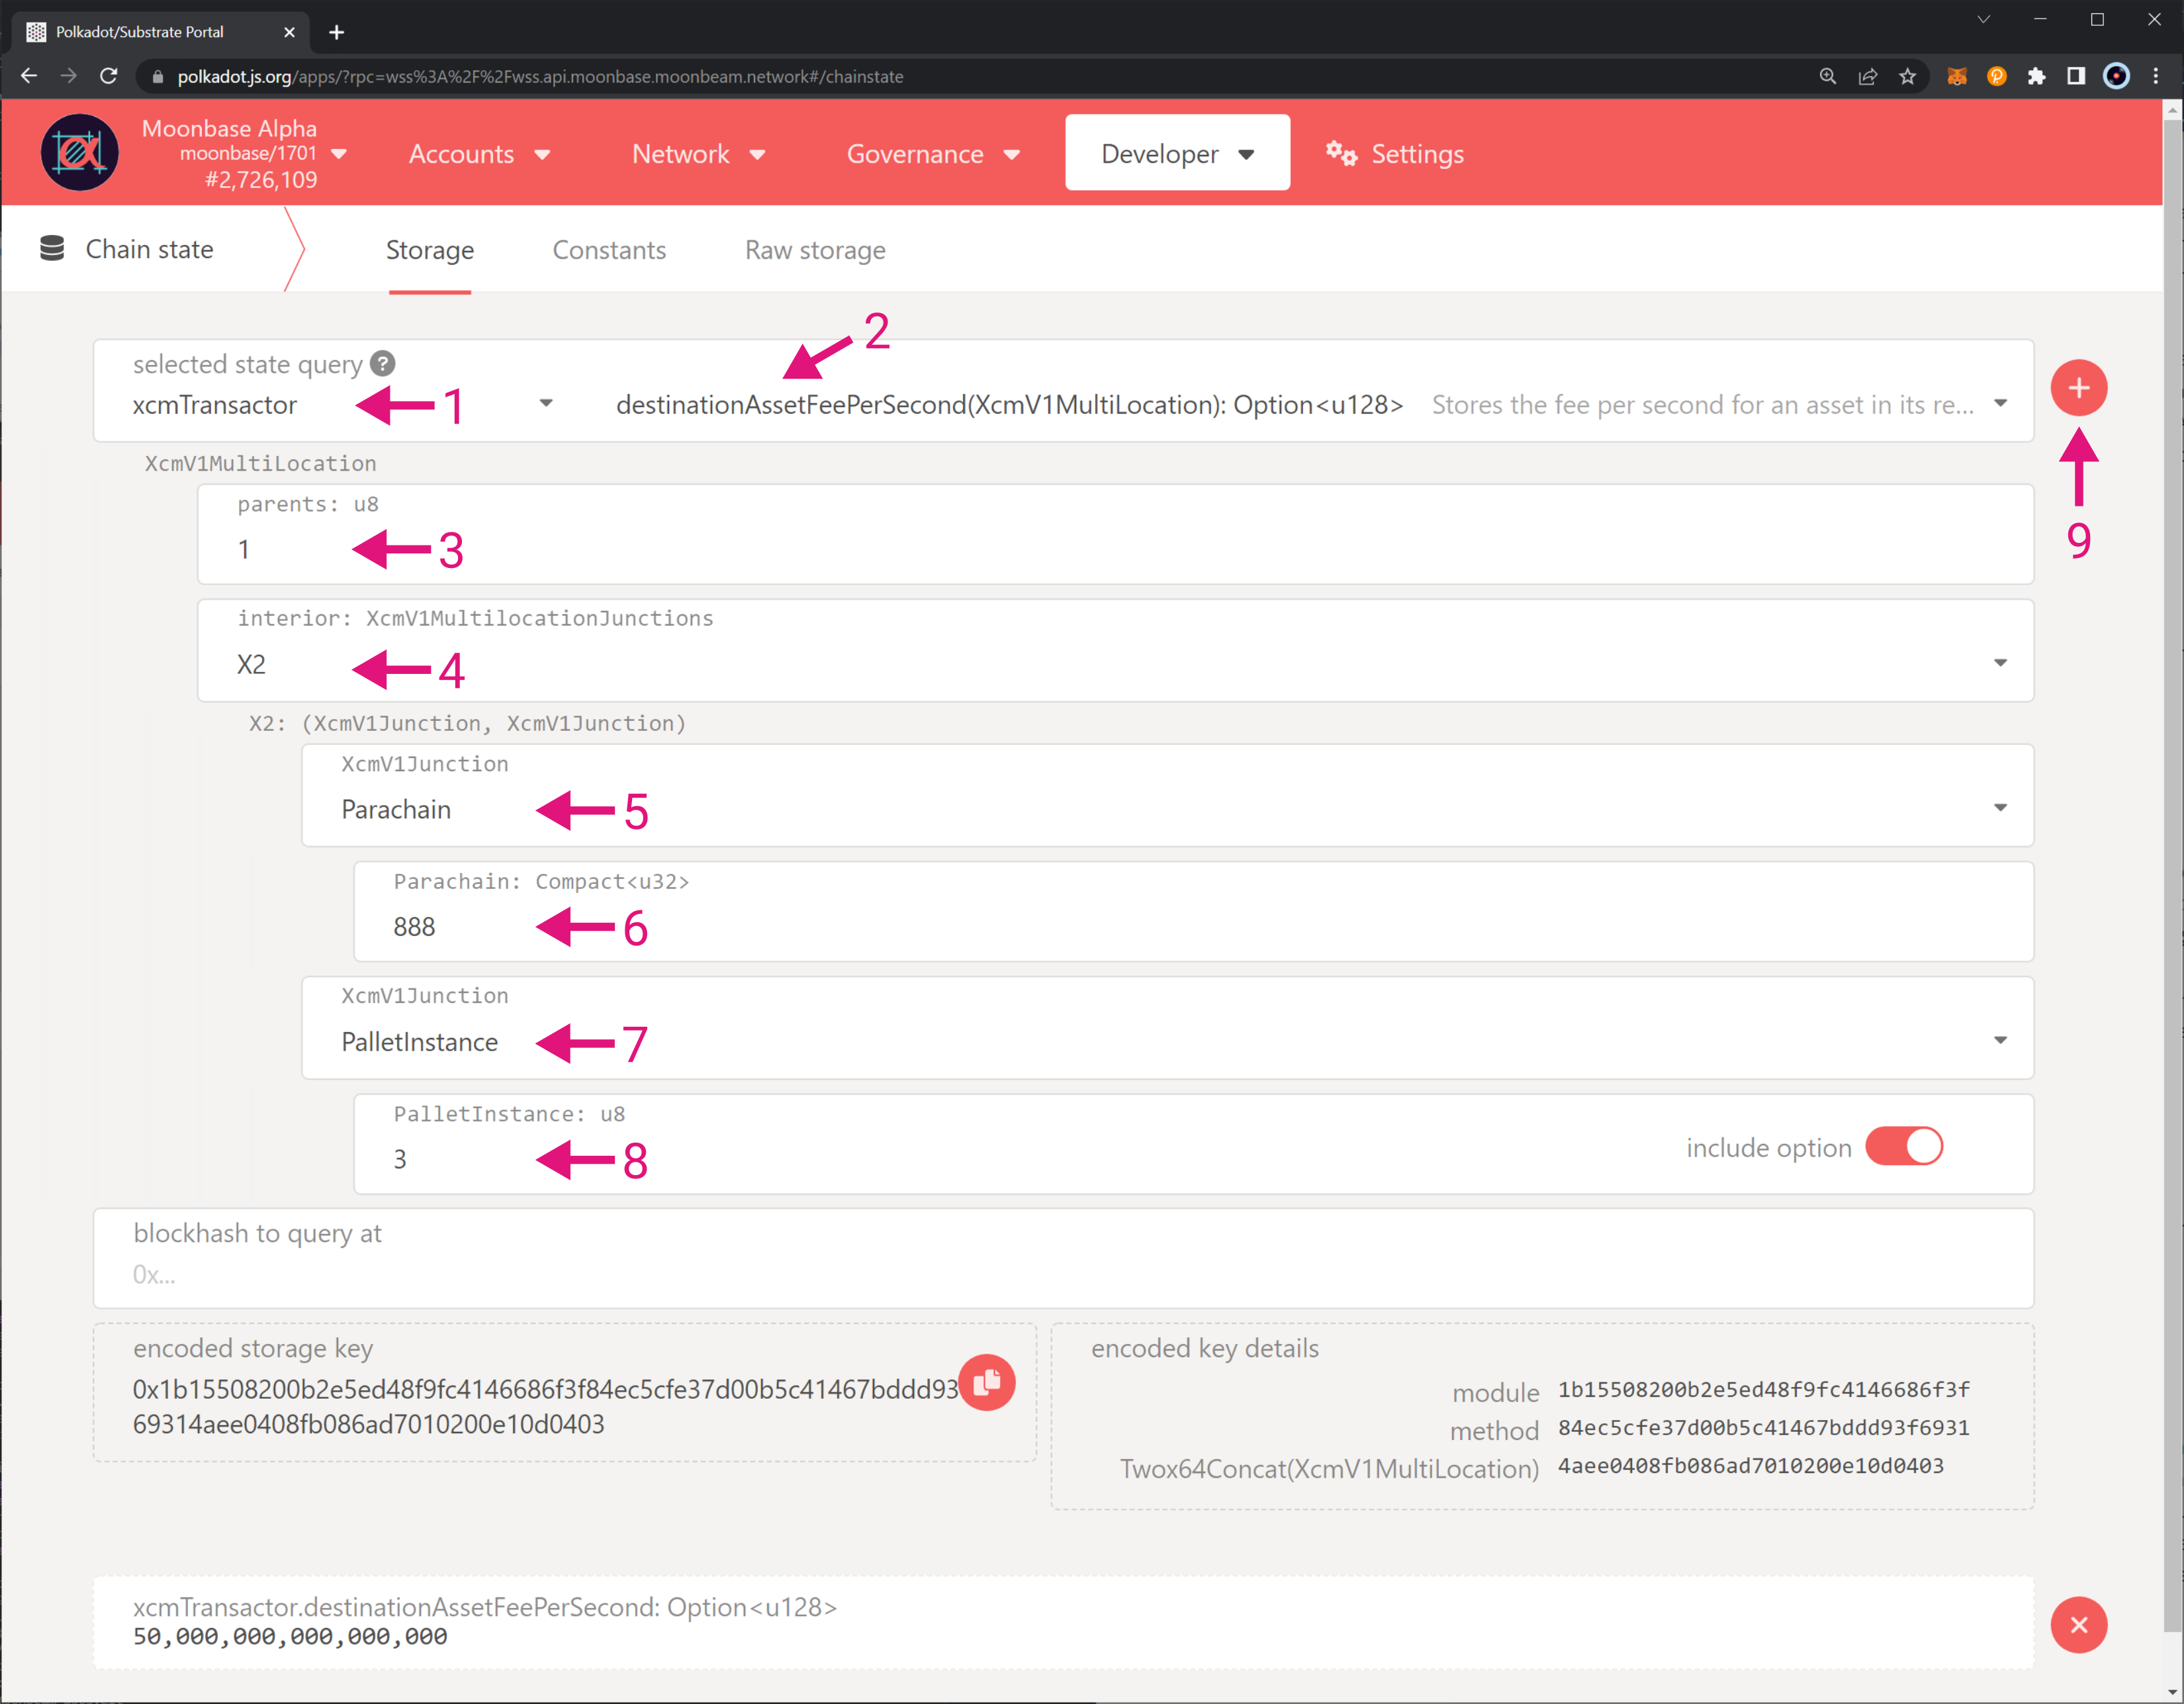 Polkadot/Substrate Portal
polkadot.js.org/apps/?rpc=wss%3A%2F%2Fwss.api.moonbase.moonbeam.network#/chainstate
Moonbase Alpha
moonbase/1701
#2,726,109
Accounts
Network
Governance
Developer
Settings
Chain state
Storage
Constants
Raw storage
2
selected state query ?
xcmTransactor
1
destinationAssetFeePerSecond(XcmV1MultiLocation): Option<u128>
Stores the fee per second for an asset in its re...
XcmV1MultiLocation
parents: u8
1
3
9
interior: XcmV1MultilocationJunctions
X2
4
X2: (XcmV1Junction, XcmV1Junction)
XcmV1Junction
Parachain
5
Parachain: Compact<u32>
888
6
XcmV1Junction
PalletInstance
7
PalletInstance: u8
3
8
include option
blockhash to query at
0x...
encoded storage key
0x1b15508200b2e5ed48f9fc4146686f3f84ec5cfe37d00b5c41467bddd93
69314aee0408fb086ad7010200e10d0403
encoded key details
module 1b15508200b2e5ed48f9fc4146686f3f
method 84ec5cfe37d00b5c41467bddd93f6931
Twox64Concat(XcmV1MultiLocation) 4aee0408fb086ad7010200e10d0403
xcmTransactor.destinationAssetFeePerSecond: Option<u128>
50,000,000,000,000,000